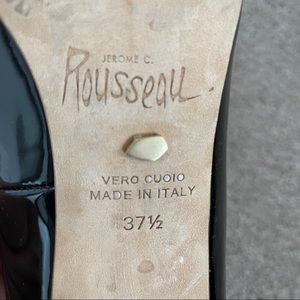 JEROME C.
Rousseau
VERO CUOIO
MADE IN ITALY
37½